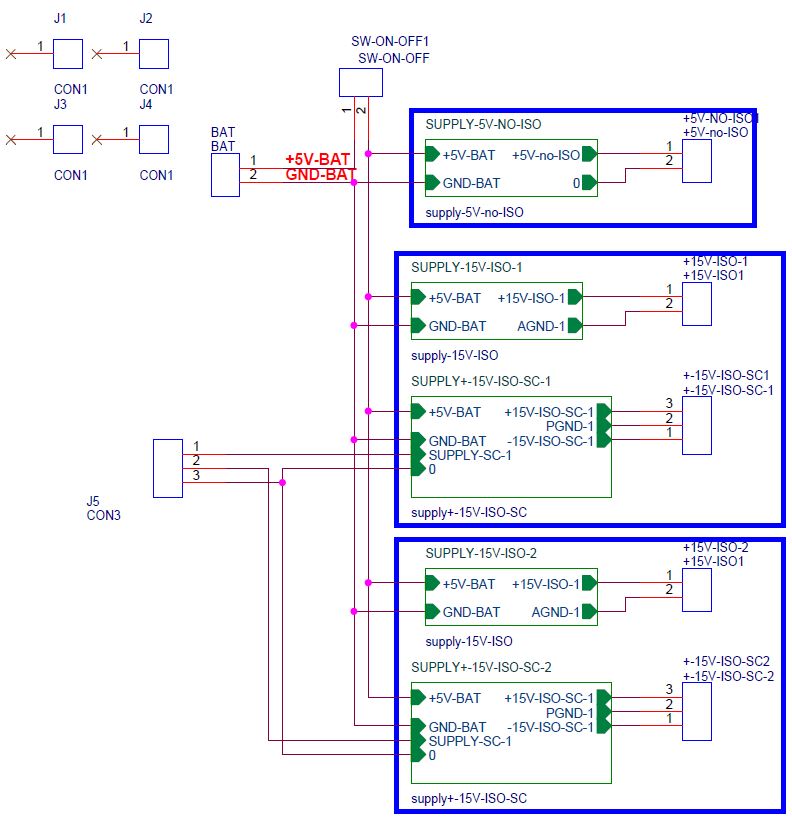 J1
J2
1
1
CON1
CON1
J3
J4
1
1
CON1
CON1
SW-ON-OFF1
SW-ON-OFF
1
2
BAT
BAT
1
2
+5V-BAT
GND-BAT
SUPPLY-5V-NO-ISO
+5V-BAT
+5V-no-ISO
GND-BAT
0
supply-5V-no-ISO
+5V-NO-ISO1
+5V-no-ISO
1
2
SUPPLY-15V-ISO-1
+5V-BAT
+15V-ISO-1
GND-BAT
AGND-1
supply-15V-ISO
+15V-ISO-1
+15V-ISO1
1
2
SUPPLY+-15V-ISO-SC-1
+5V-BAT
+15V-ISO-SC-1
PGND-1
GND-BAT
-15V-ISO-SC-1
SUPPLY-SC-1
0
supply+-15V-ISO-SC
+-15V-ISO-SC1
+-15V-ISO-SC-1
3
2
1
1
2
3
J5
CON3
SUPPLY-15V-ISO-2
+5V-BAT
+15V-ISO-1
GND-BAT
AGND-1
supply-15V-ISO
+15V-ISO-2
+15V-ISO1
1
2
SUPPLY+-15V-ISO-SC-2
+5V-BAT
+15V-ISO-SC-1
PGND-1
GND-BAT
-15V-ISO-SC-1
SUPPLY-SC-1
0
supply+-15V-ISO-SC
+-15V-ISO-SC2
+-15V-ISO-SC-2
3
2
1